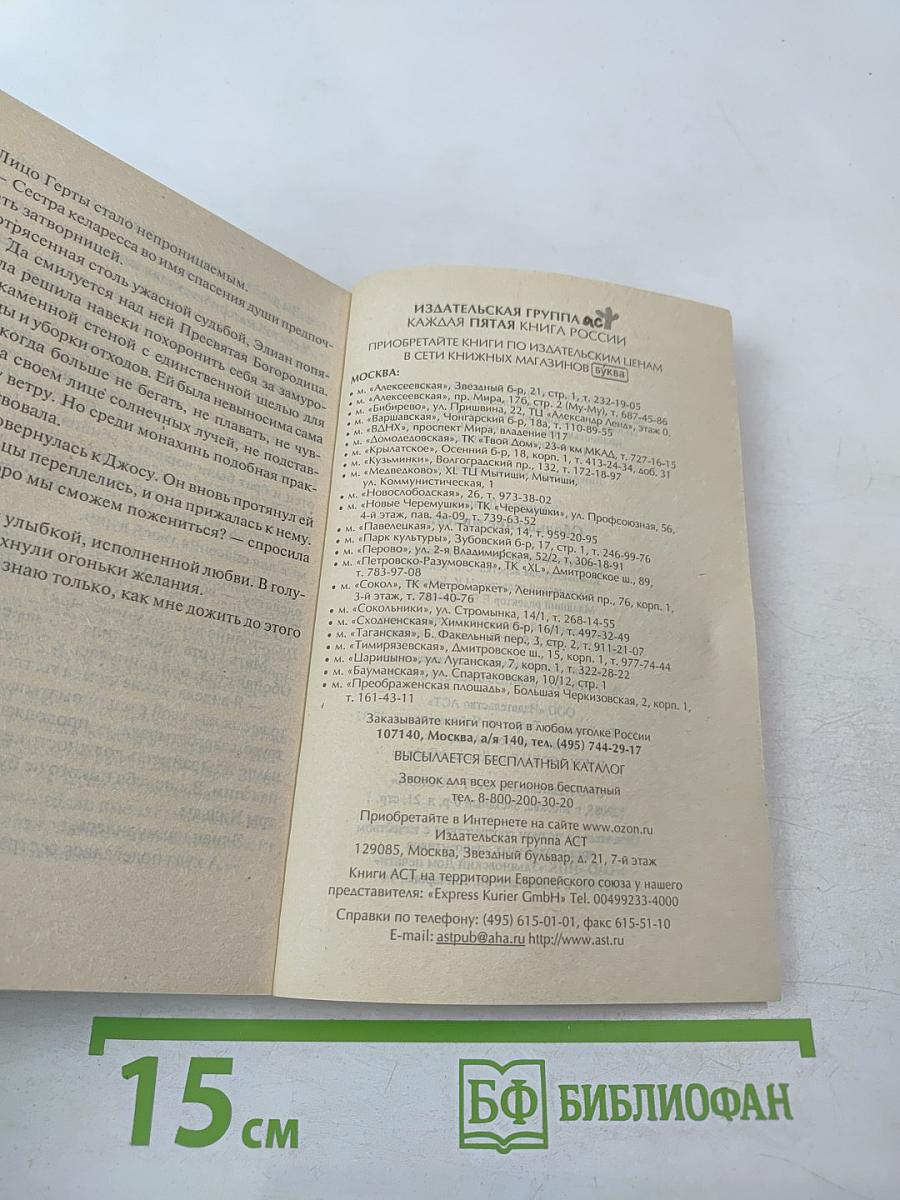 Лицо Герты стало непроницаемым.
— Сестра келаресса во имя спасения души предпоч-
ть затворницей.
отрясенная столь ужасной судьбой, Элиан попя-
Да смилуется над ней Пресвятая Богородица.
ла решила навеки похоронить себя за замуро-
каменной стеной с единственной щелью для
ды и уборки отходов. Ей была невыносима сама
когда больше не бегать, не плавать, не чув-
а своем лице солнечных лучей, не подстав-
у ветру. Но среди монахинь подобная прак-
твовала.
овернулась к Джосу. Он вновь протянул ей
ьцы переплелись, и она прижалась к нему.
ро мы сможем пожениться? — спросила
улыбкой, исполненной любви. В голу-
хнули огоньки желания.
знаю только, как мне дожить до этого
ИЗДАТЕЛЬСКАЯ ГРУППА аст
КАЖДАЯ ПЯТАЯ КНИГА РОССИИ
ПРИОБРЕТАЙТЕ КНИГИ ПО ИЗДАТЕЛЬСКИМ ЦЕНАМ
В СЕТИ КНИЖНЫХ МАГАЗИНОВ Буква
МОСКВА:
• м. «Алексеевская», Звездный б-р, 21, стр. 1, т. 232-19-05
• м. «Алексеевская», пр. Мира, 176, стр. 2 (Му-Му), т. 687-45-86
• м. «Бибирево», ул. Пришвина, 22, ТЦ «Александр Ленд», этаж 0.
• м. «Варшавская», Чонгарский б-р, 18а, т. 110-89-55
• м. «ВДНХ», проспект Мира, владение 117
• м. «Домодедовская», ТК «Твой Дом», 23-й км МКАД, т. 727-16-15
• м. «Крылатское», Осенний б-р, 18, корп. 1, т. 413-24-34, доб. 31
• м. «Кузьминки», Волгоградский пр., 132, т. 172-18-97
• м. «Медведково», XL ТЦ Мытищи, Мытищи,
ул. Коммунистическая, 1
• м. «Новослободская», 26, т. 973-38-02
• м. «Новые Черемушки», ТК «Черемушки», ул. Профсоюзная, 56,
4-й этаж, пав. 4а-09, т. 739-63-52
• м. «Павелецкая», ул. Татарская, 14, т. 959-20-95
• м. «Парк культуры», Зубовский б-р, 17, стр. 1, т. 246-99-76
• м. «Перово», ул. 2-я Владимирская, 52/2, т. 306-18-91
• м. «Петровско-Разумовская», ТК «XL», Дмитровское ш., 89,
т. 783-97-08
• м. «Сокол», ТК «Метромаркет», Ленинградский пр., 76, корп. 1,
3-й этаж, т. 781-40-76
• м. «Сокольники», ул. Стромынка, 14/1, т. 268-14-55
• м. «Сходненская», Химкинский б-р, 16/1, т. 497-32-49
• м. «Таганская», Б. Факельный пер., 3, стр. 2, т. 911-21-07
• м. «Тимирязевская», Дмитровское ш., 15, корп. 1, т. 977-74-44
• м. «Царицыно», ул. Луганская, 7, корп. 1, т. 322-28-22
• м. «Бауманская», ул. Спартаковская, 10/12, стр. 1
• м. «Преображенская площадь», Большая Черкизовская, 2, корп. 1,
т. 161-43-11
Заказывайте книги почтой в любом уголке России
107140, Москва, а/я 140, тел. (495) 744-29-17
ВЫСЫЛАЕТСЯ БЕСПЛАТНЫЙ КАТАЛОГ
Звонок для всех регионов бесплатный
тел. 8-800-200-30-20
Приобретайте в Интернете на сайте www.ozon.ru
Издательская группа АСТ
129085, Москва, Звездный бульвар, д. 21, 7-й этаж
Книги АСТ на территории Европейского союза у нашего
представителя: «Express Kurier GmbH» Tel. 00499233-4000
Справки по телефону: (495) 615-01-01, факс 615-51-10
E-mail: astpub@aha.ru http://www.ast.ru
15 см
БФ БИБЛИОФАН